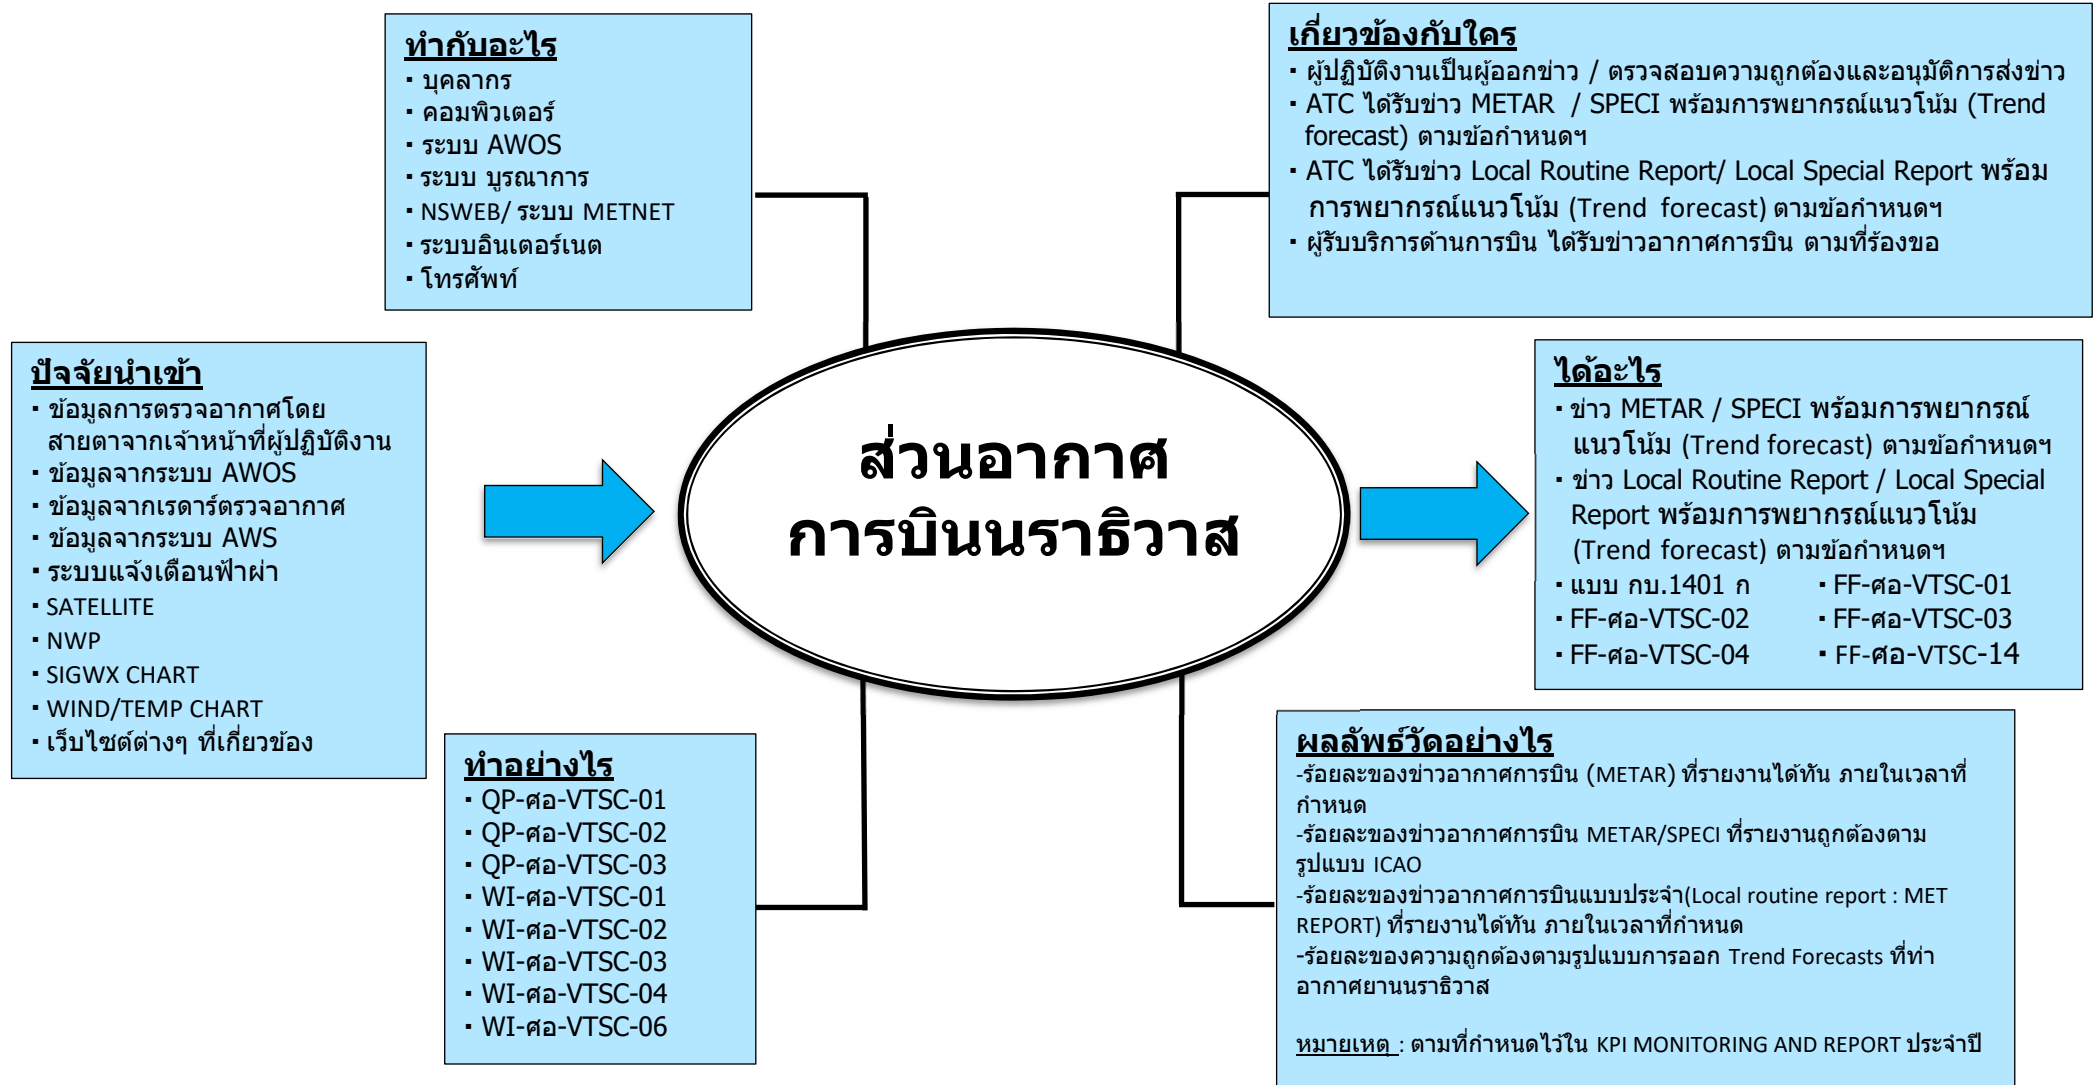 ทำกับอะไร
▪ บุคลากร
▪ คอมพิวเตอร์
▪ ระบบ AWOS
▪ ระบบ บูรณาการ
▪ NSWEB/ ระบบ METNET
▪ ระบบอินเตอร์เนต
▪ โทรศัพท์
เกี่ยวข้องกับใคร
▪ ผู้ปฏิบัติงานเป็นผู้ออกข่าว / ตรวจสอบความถูกต้องและอนุมัติการส่งข่าว
▪ ATC ได้รับข่าว METAR / SPECI พร้อมการพยากรณ์แนวโน้ม (Trend
forecast) ตามข้อกำหนดฯ
▪ ATC ได้รับข่าว Local Routine Report/ Local Special Report พร้อม
การพยากรณ์แนวโน้ม (Trend forecast) ตามข้อกำหนดฯ
▪ ผู้รับบริการด้านการบิน ได้รับข่าวอากาศการบิน ตามที่ร้องขอ
ปัจจัยนำเข้า
▪ ข้อมูลการตรวจอากาศโดย
สายตาจากเจ้าหน้าที่ผู้ปฏิบัติงาน
▪ ข้อมูลจากระบบ AWOS
▪ ข้อมูลจากเรดาร์ตรวจอากาศ
▪ ข้อมูลจากระบบ AWS
▪ ระบบแจ้งเตือนฟ้าผ่า
▪ SATELLITE
▪ NWP
▪ SIGWX CHART
▪ WIND/TEMP CHART
▪ เว็บไซต์ต่างๆ ที่เกี่ยวข้อง
ส่วนอากาศ
การบินนราธิวาส
ได้อะไร
▪ ข่าว METAR / SPECI พร้อมการพยากรณ์
แนวโน้ม (Trend forecast) ตามข้อกำหนดฯ
▪ ข่าว Local Routine Report / Local Special
Report พร้อมการพยากรณ์แนวโน้ม
(Trend forecast) ตามข้อกำหนดฯ
▪ แบบ กบ.1401 ก ▪ FF-ศอ-VTSC-01
▪ FF-ศอ-VTSC-02 ▪ FF-ศอ-VTSC-03
▪ FF-ศอ-VTSC-04 ▪ FF-ศอ-VTSC-14
ทำอย่างไร
▪ QP-ศอ-VTSC-01
▪ QP-ศอ-VTSC-02
▪ QP-ศอ-VTSC-03
▪ WI-ศอ-VTSC-01
▪ WI-ศอ-VTSC-02
▪ WI-ศอ-VTSC-03
▪ WI-ศอ-VTSC-04
▪ WI-ศอ-VTSC-06
ผลลัพธ์วัดอย่างไร
-ร้อยละของข่าวอากาศการบิน (METAR) ที่รายงานได้ทัน ภายในเวลาที่
กำหนด
-ร้อยละของข่าวอากาศการบิน METAR/SPECI ที่รายงานถูกต้องตาม
รูปแบบ ICAO
-ร้อยละของข่าวอากาศการบินแบบประจำ(Local routine report : MET
REPORT) ที่รายงานได้ทัน ภายในเวลาที่กำหนด
-ร้อยละของความถูกต้องตามรูปแบบการออก Trend Forecasts ที่ท่า
อากาศยานนราธิวาส
หมายเหตุ : ตามที่กำหนดไว้ใน KPI MONITORING AND REPORT ประจำปี